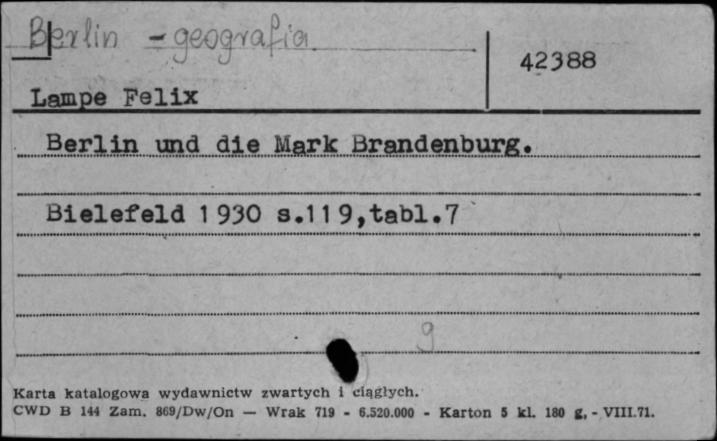 Berlin - geografia
42388
Lampe Felix
Berlin und die Mark Brandenburg.
Bielefeld 1930 s.119,tabl.7
9
Karta katalogowa wydawnictw zwartych i ciągłych.
CWD B 144 Zam. 869/Dw/On — Wrak 719 - 6.520.000 - Karton 5 kl. 180 g. - VIII.71.